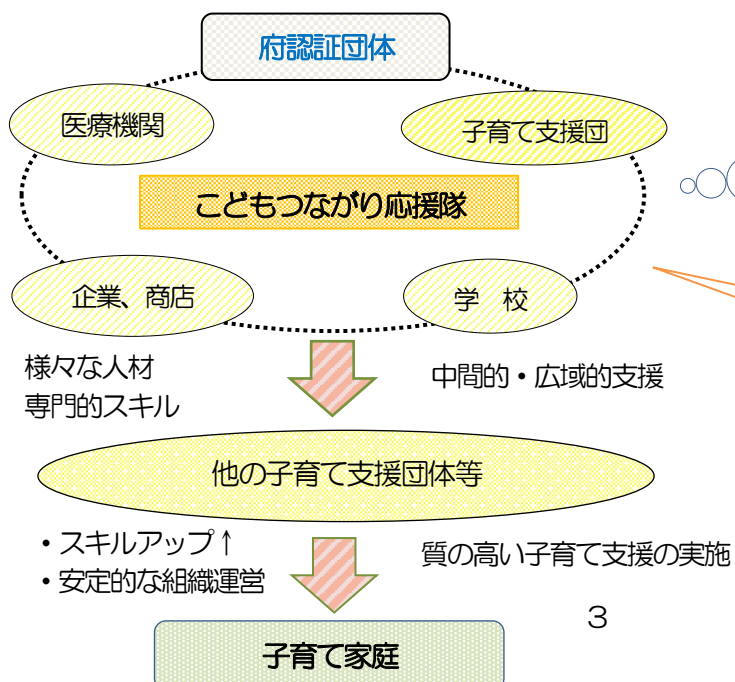 府認証団体
医療機関
子育て支援団
こどもつながり応援隊
企業、商店
学　校
様々な人材
専門的スキル
中間的・広域的支援
他の子育て支援団体等
・スキルアップ↑
・安定的な組織運営
質の高い子育て支援の実施
3
子育て家庭